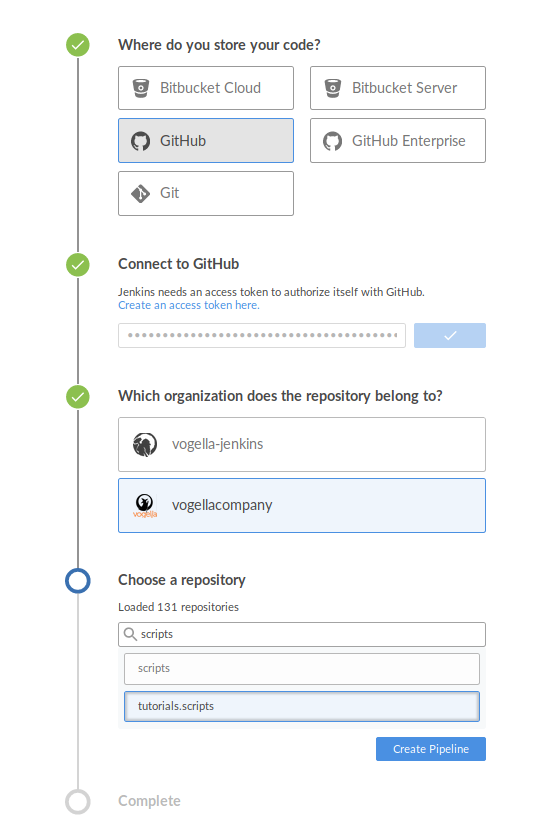 Where do you store your code?
Bitbucket Cloud
Bitbucket Server
GitHub
GitHub Enterprise
Git
Connect to GitHub
Jenkins needs an access token to authorize itself with GitHub.
Create an access token here.
Which organization does the repository belong to?
vogella-jenkins
vogella
vogellacompany
Choose a repository
Loaded 131 repositories
scripts
scripts
tutorials.scripts
Create Pipeline
Complete